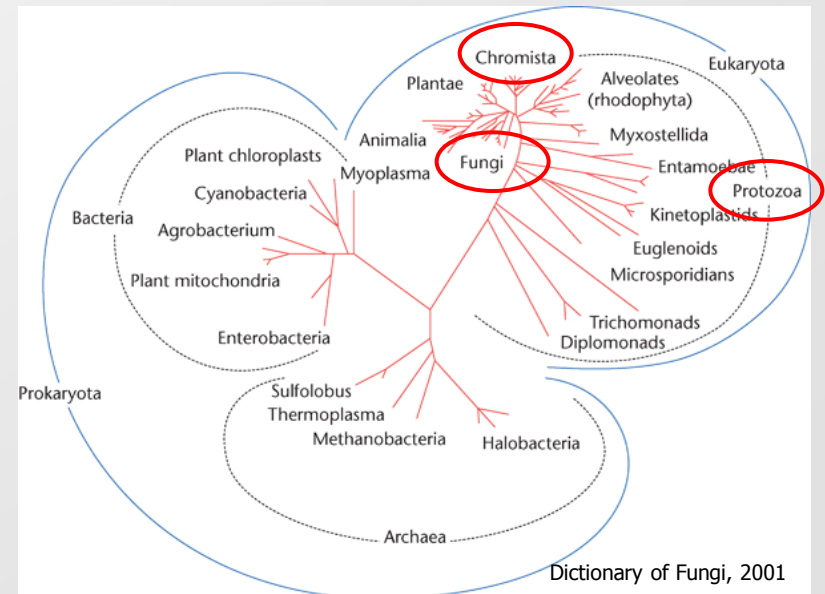 Chromista
Eukaryota
Plantae
Alveolates
(rhodophyta)
Animalia
Myxostellida
Plant chloroplasts
Myoplasma
Fungi
Entamoebae
Cyanobacteria
Protozoa
Bacteria
Kinetoplastids
Agrobacterium
Euglenoids
Plant mitochondria
Microsporidians
Enterobacteria
Trichomonads
Diplomonads
Prokaryota
Sulfolobus
Thermoplasma
Methanobacteria
Halobacteria
Archaea
Dictionary of Fungi, 2001